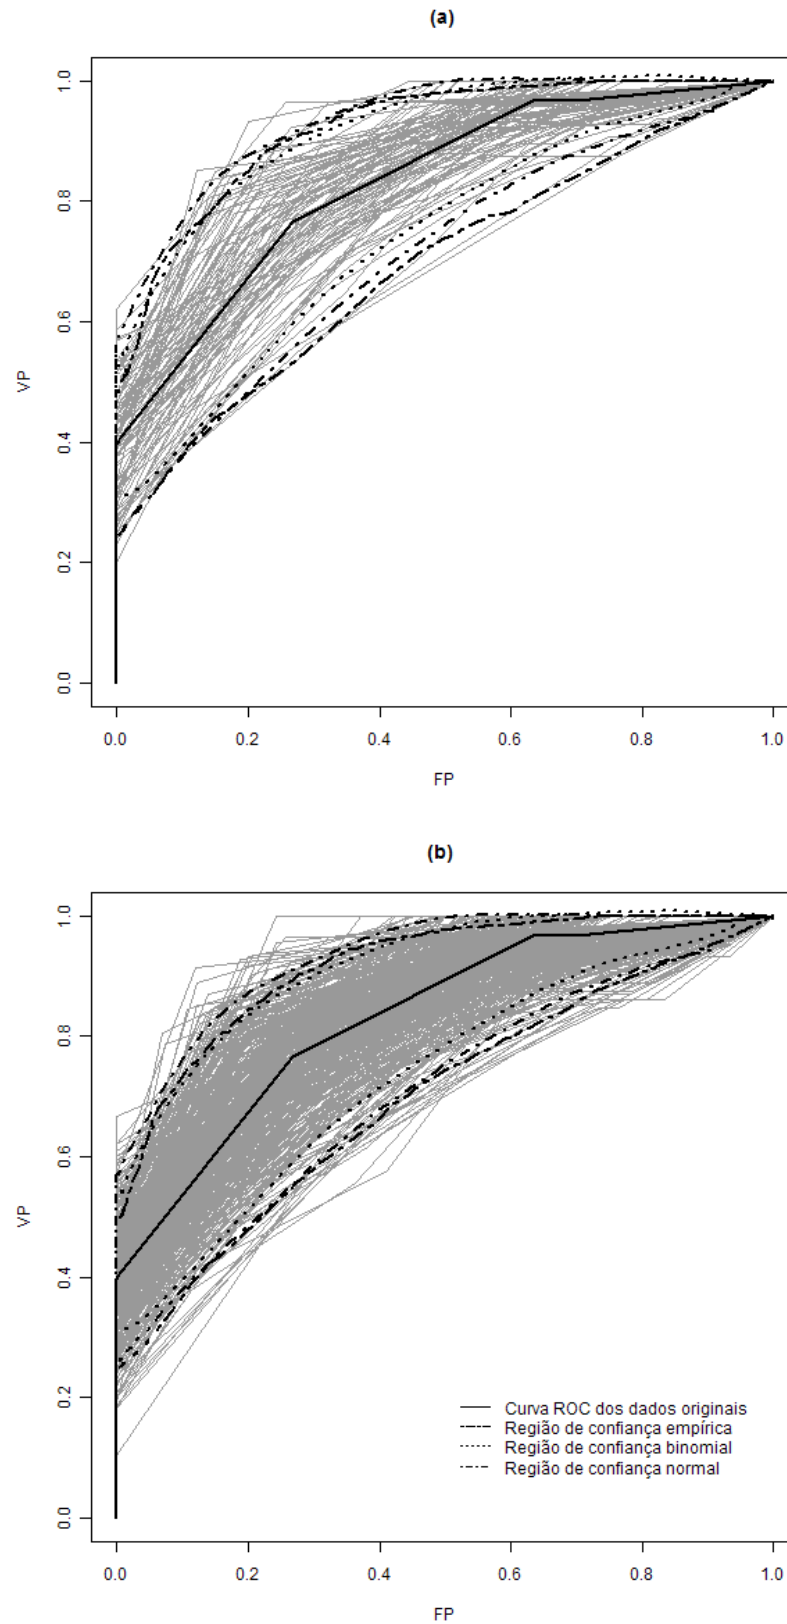 (a)
1.0
0.8
0.6
VP
0.4
0.2
0.0
0.0 0.2 0.4 0.6 0.8 1.0
FP
(b)
1.0
0.8
0.6
VP
0.4
0.2
0.0
Curva ROC dos dados originais
Região de confiança empírica
Região de confiança binomial
Região de confiança normal
0.0 0.2 0.4 0.6 0.8 1.0
FP